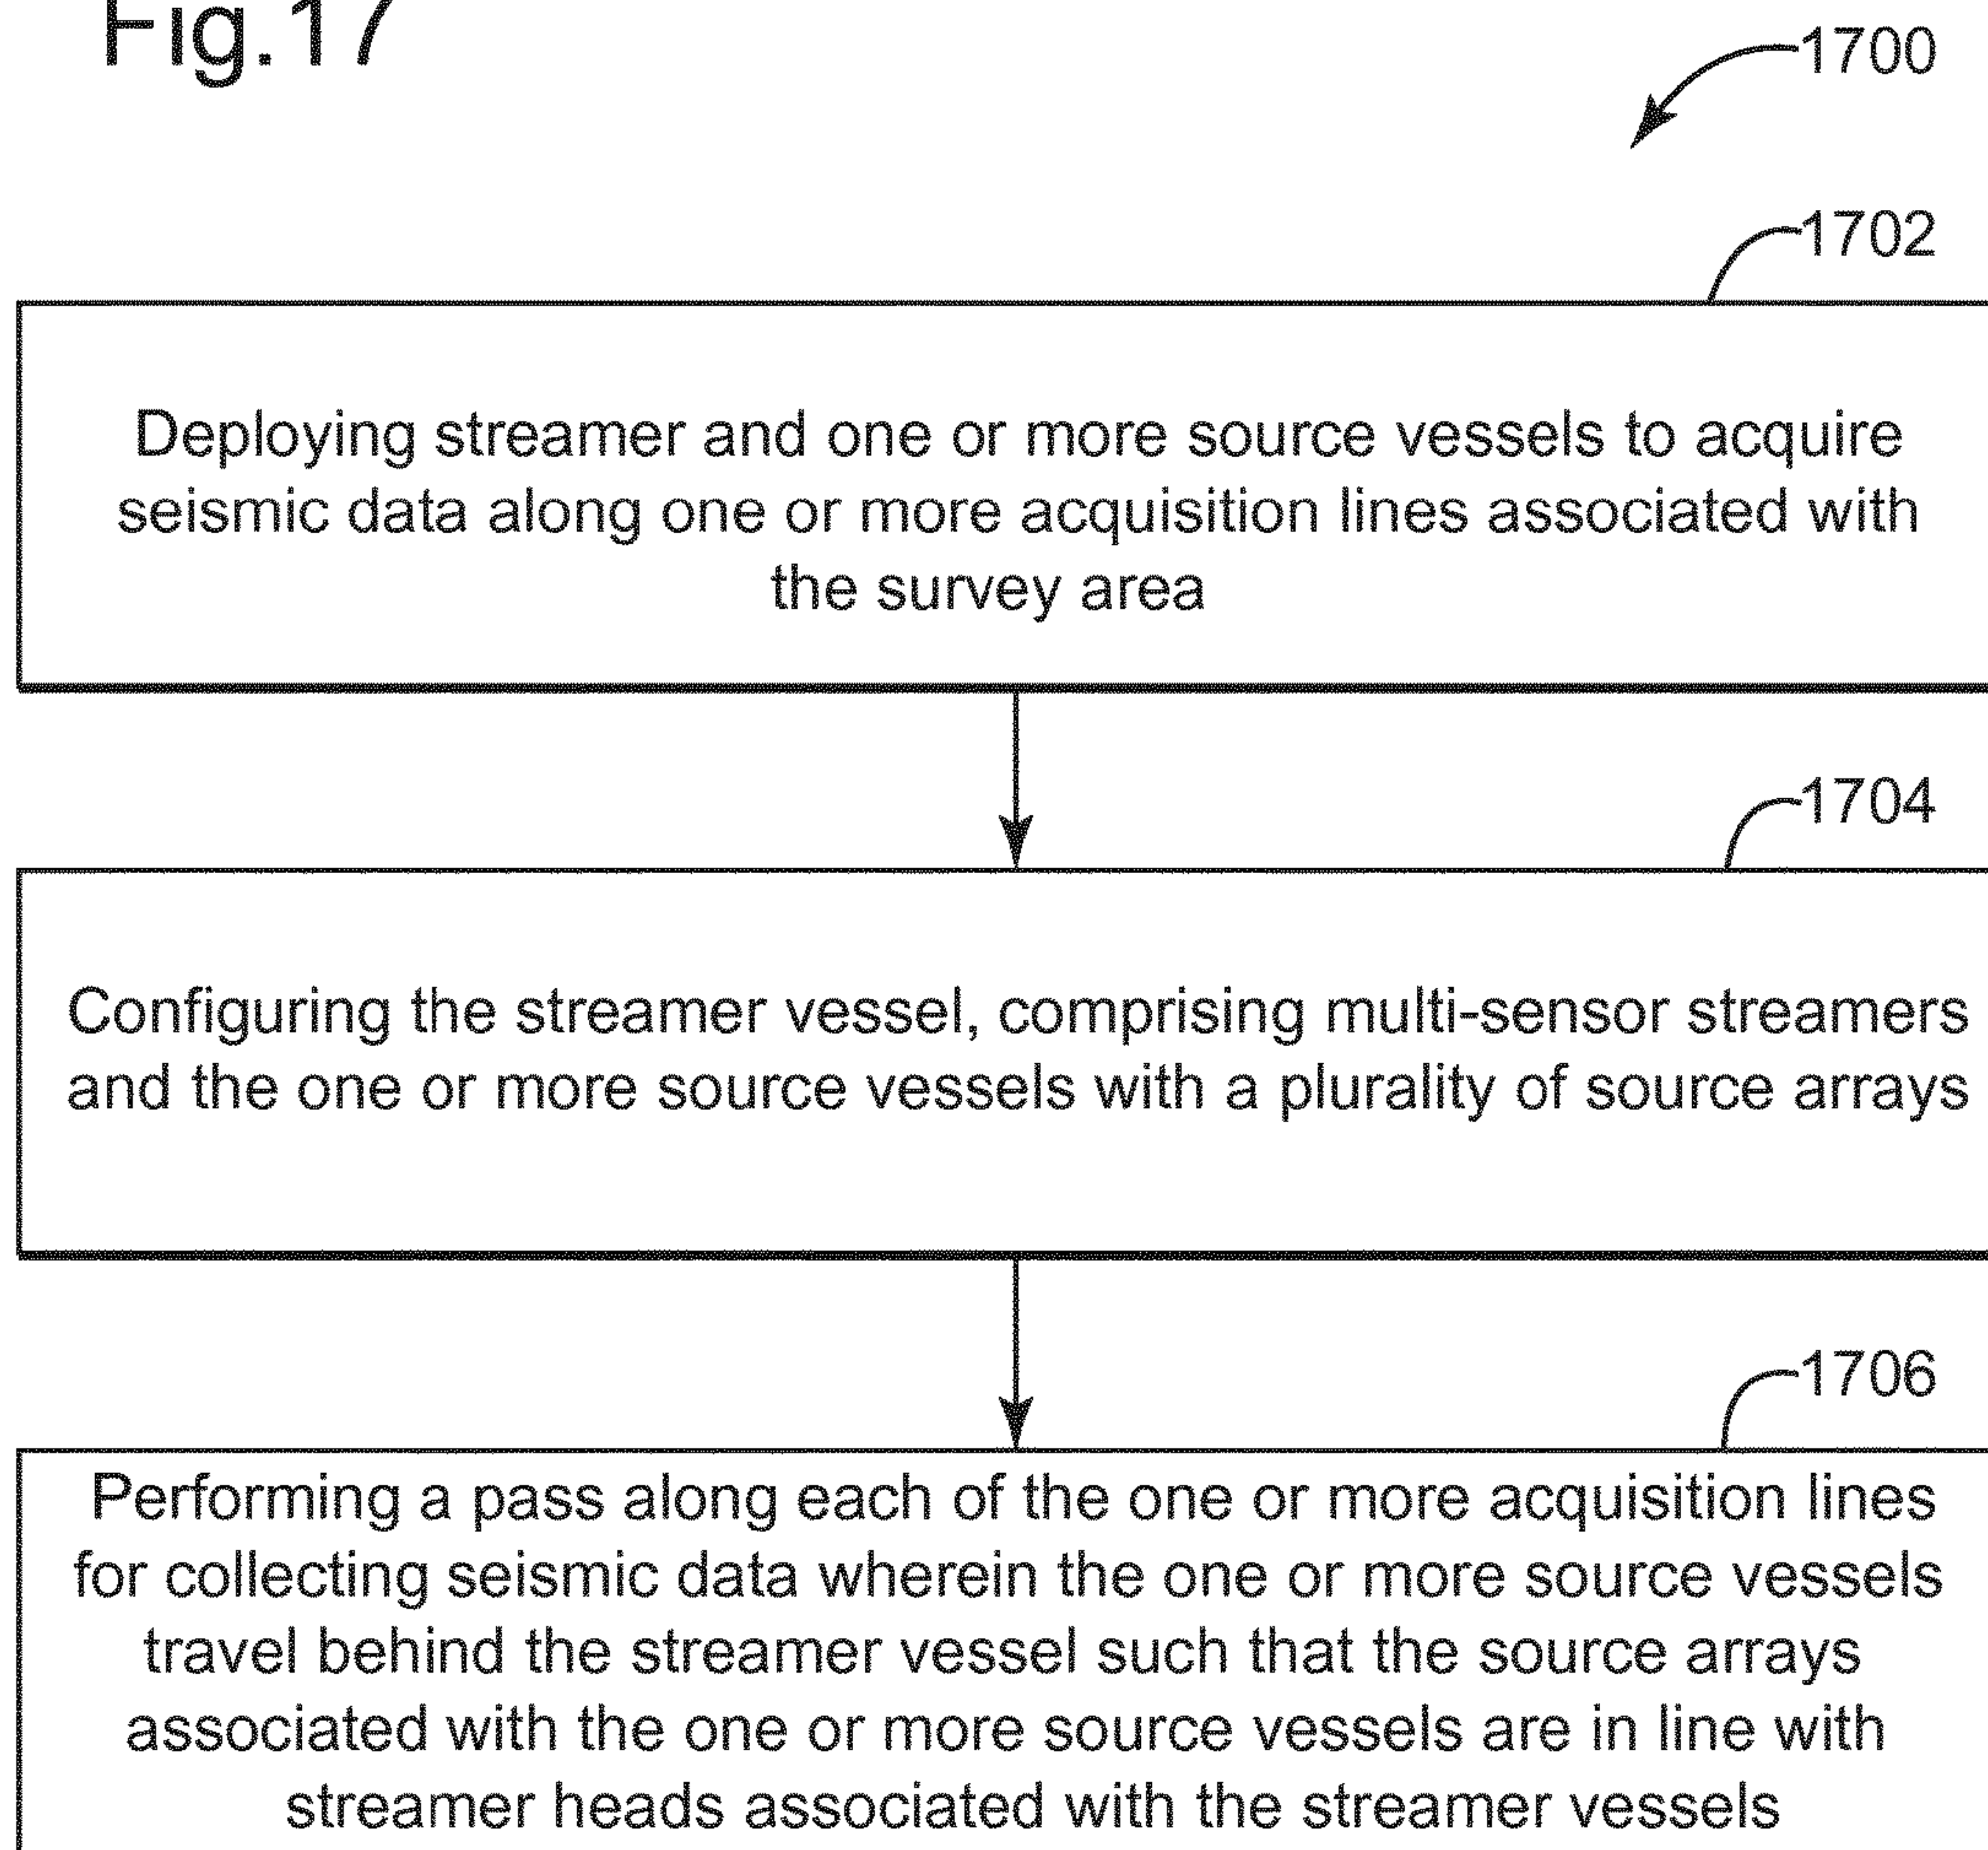 Fig.17
1700
1702
Deploying streamer and one or more source vessels to acquire
seismic data along one or more acquisition lines associated with
the survey area
1704
Configuring the streamer vessel, comprising multi-sensor streamers
and the one or more source vessels with a plurality of source arrays
1706
Performing a pass along each of the one or more acquisition lines
for collecting seismic data wherein the one or more source vessels
travel behind the streamer vessel such that the source arrays
associated with the one or more source vessels are in line with
streamer heads associated with the streamer vessels